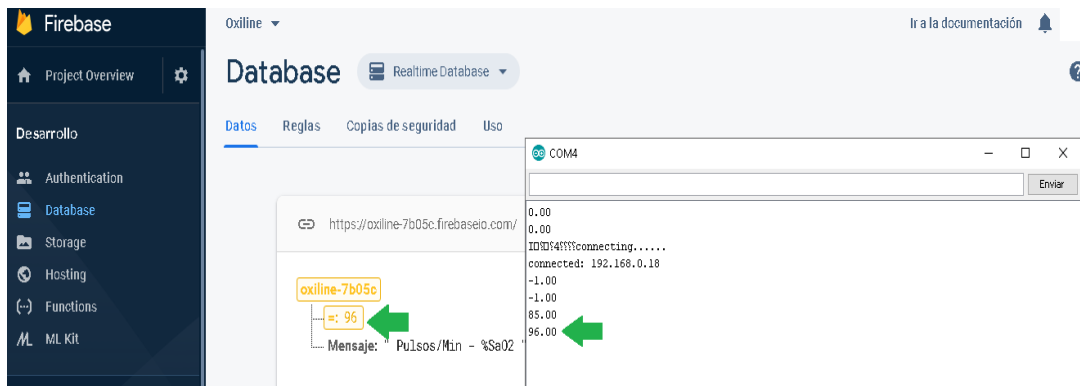 Firebase
Oxiline
Ir a la documentación
Project Overview
Database
Realtime Database
?
Desarrollo
Datos
Reglas
Copias de seguridad
Uso
Authentication
Database
Storage
Hosting
Functions
ML Kit
https://oxiline-7b05c.firebaseio.com/
oxiline-7b05c
=: 96
Mensaje: " Pulsos/Min - %SaO2 "
COM4
Enviar
0.00
0.00
connecting......
connected: 192.168.0.18
-1.00
-1.00
85.00
96.00